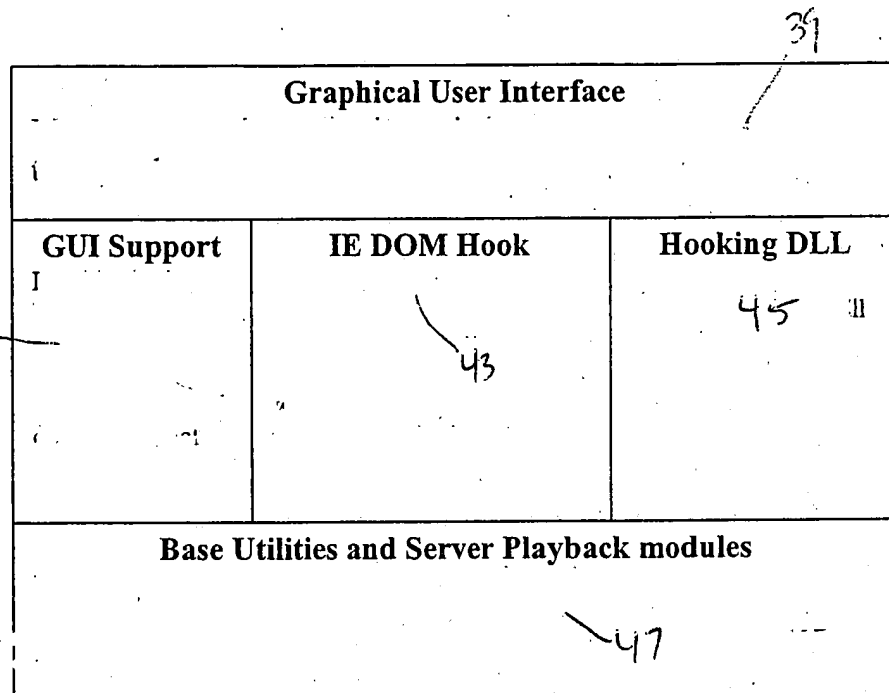 39
Graphical User Interface
GUI Support IE DOM Hook Hooking DLL
45
43
Base Utilities and Server Playback modules
47